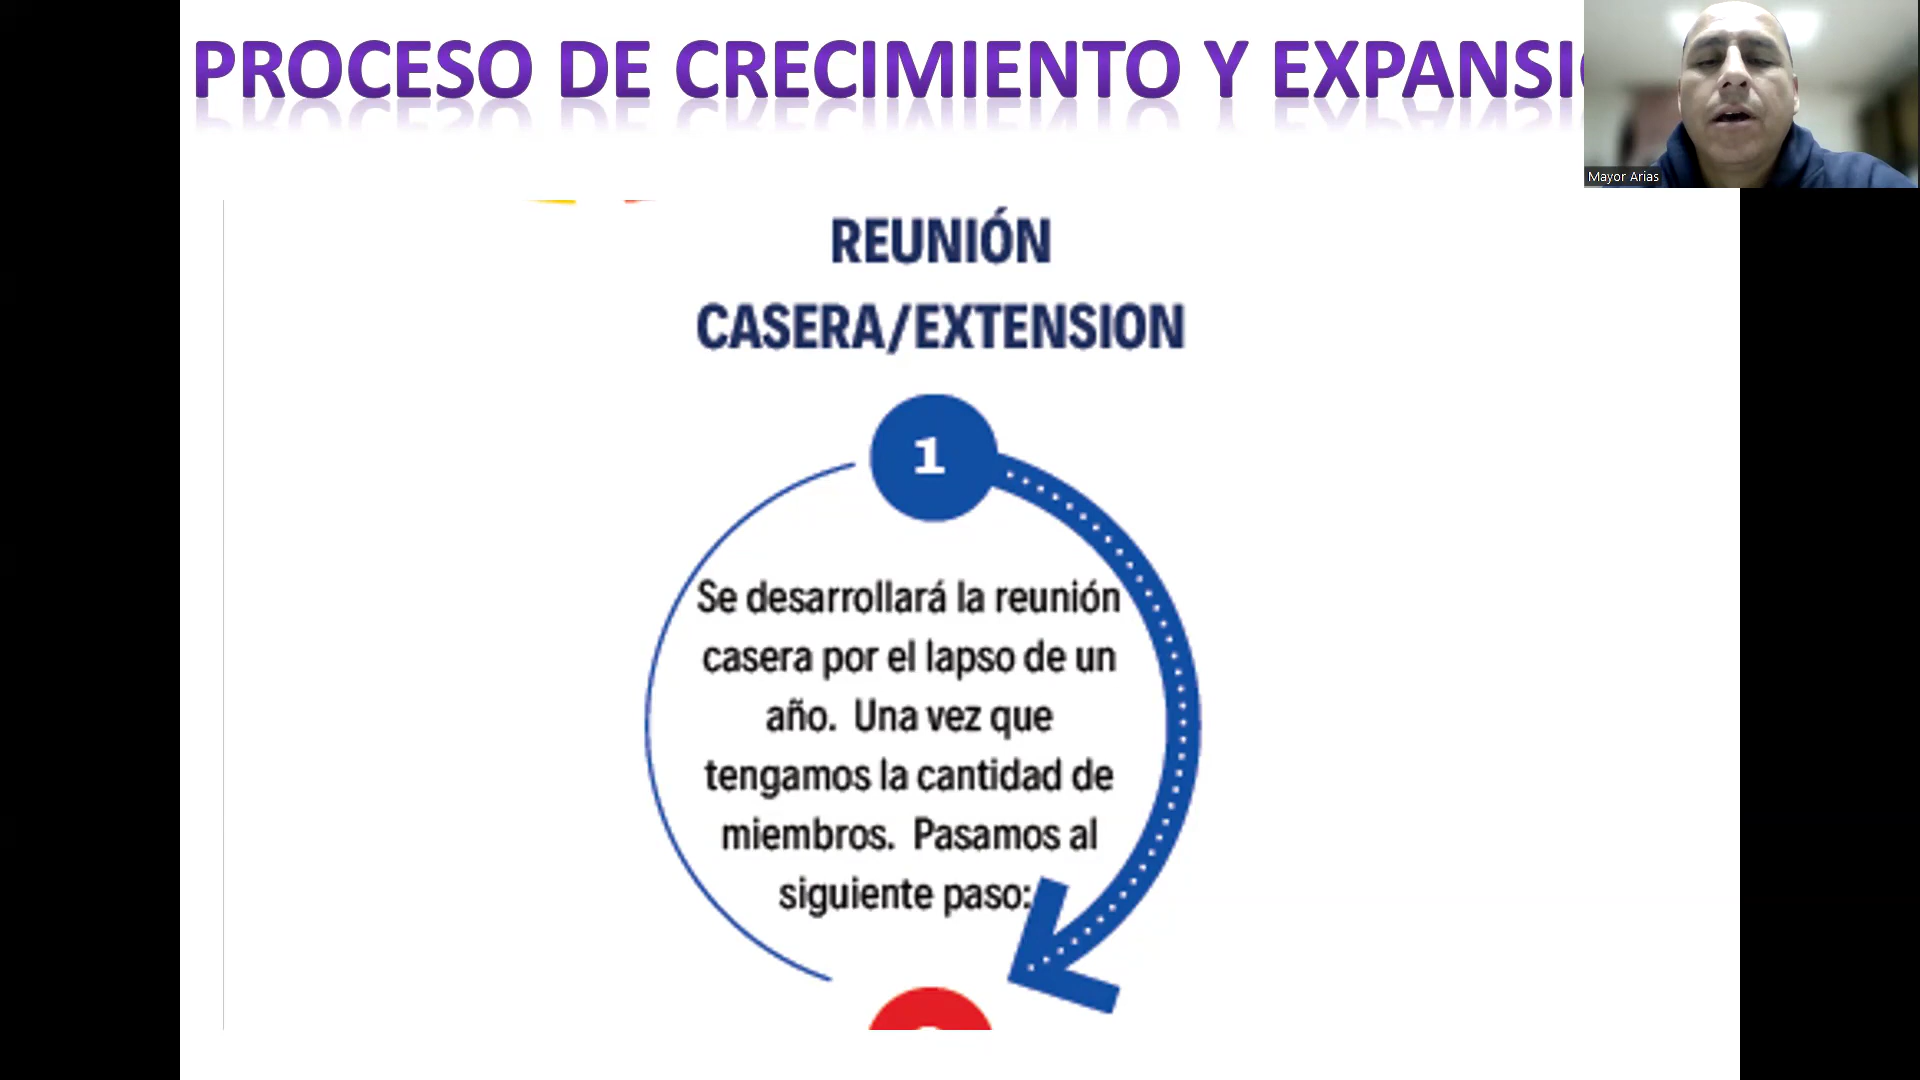 PROCESO DE CRECIMIENTO Y EXPANSI
Mayor Arias
REUNIÓN
CASERA/EXTENSION
1
Se desarrollará la reunión
casera por el lapso de un
año. Una vez que
tengamos la cantidad de
miembros. Pasamos al
siguiente paso: